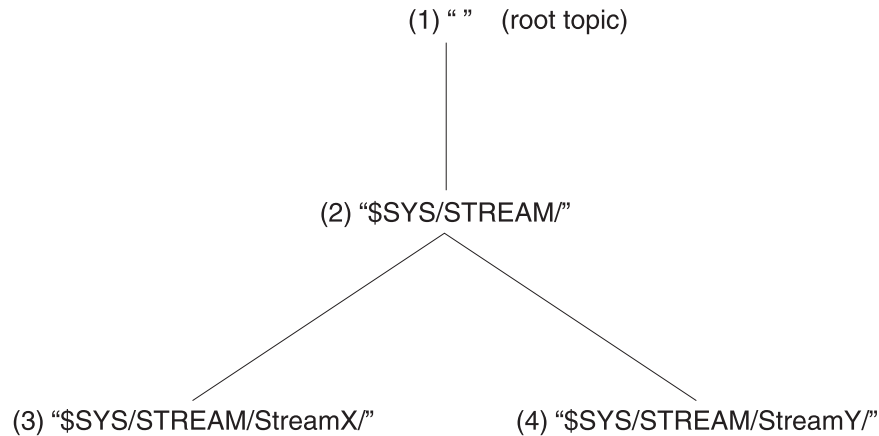 (1) “ ” (root topic)
(2) “$SYS/STREAM/”
(3) “$SYS/STREAM/StreamX/”
(4) “$SYS/STREAM/StreamY/”